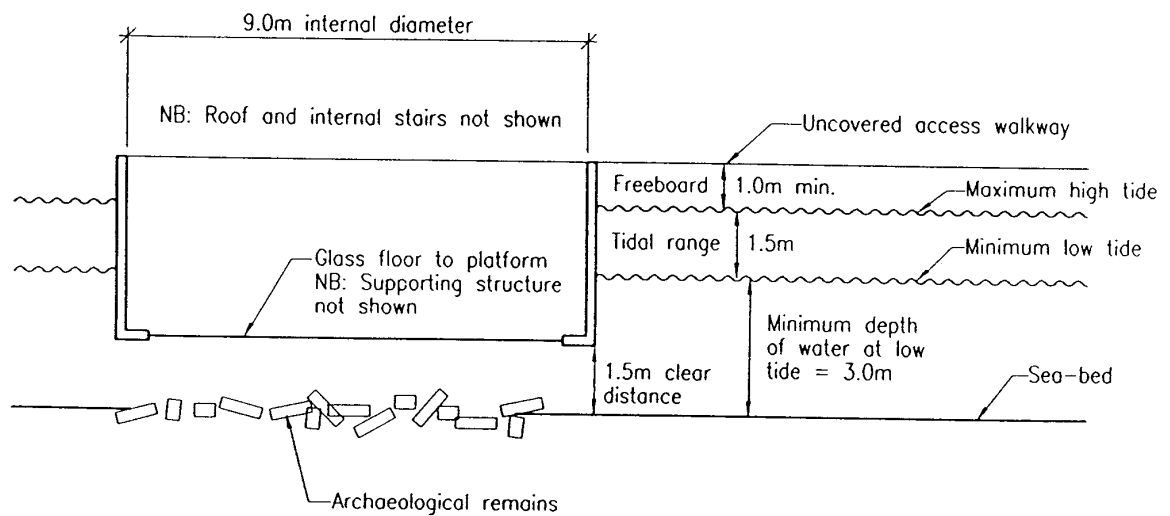 9.0m internal diameter
NB: Roof and internal stairs not shown
Uncovered access walkway
Freeboard
1.0m min.
Maximum high tide
Tidal range
1.5m
Minimum low tide
Glass floor to platform
NB: Supporting structure
not shown
Minimum depth
of water at low
tide = 3.0m
1.5m clear
distance
Sea-bed
Archaeological remains